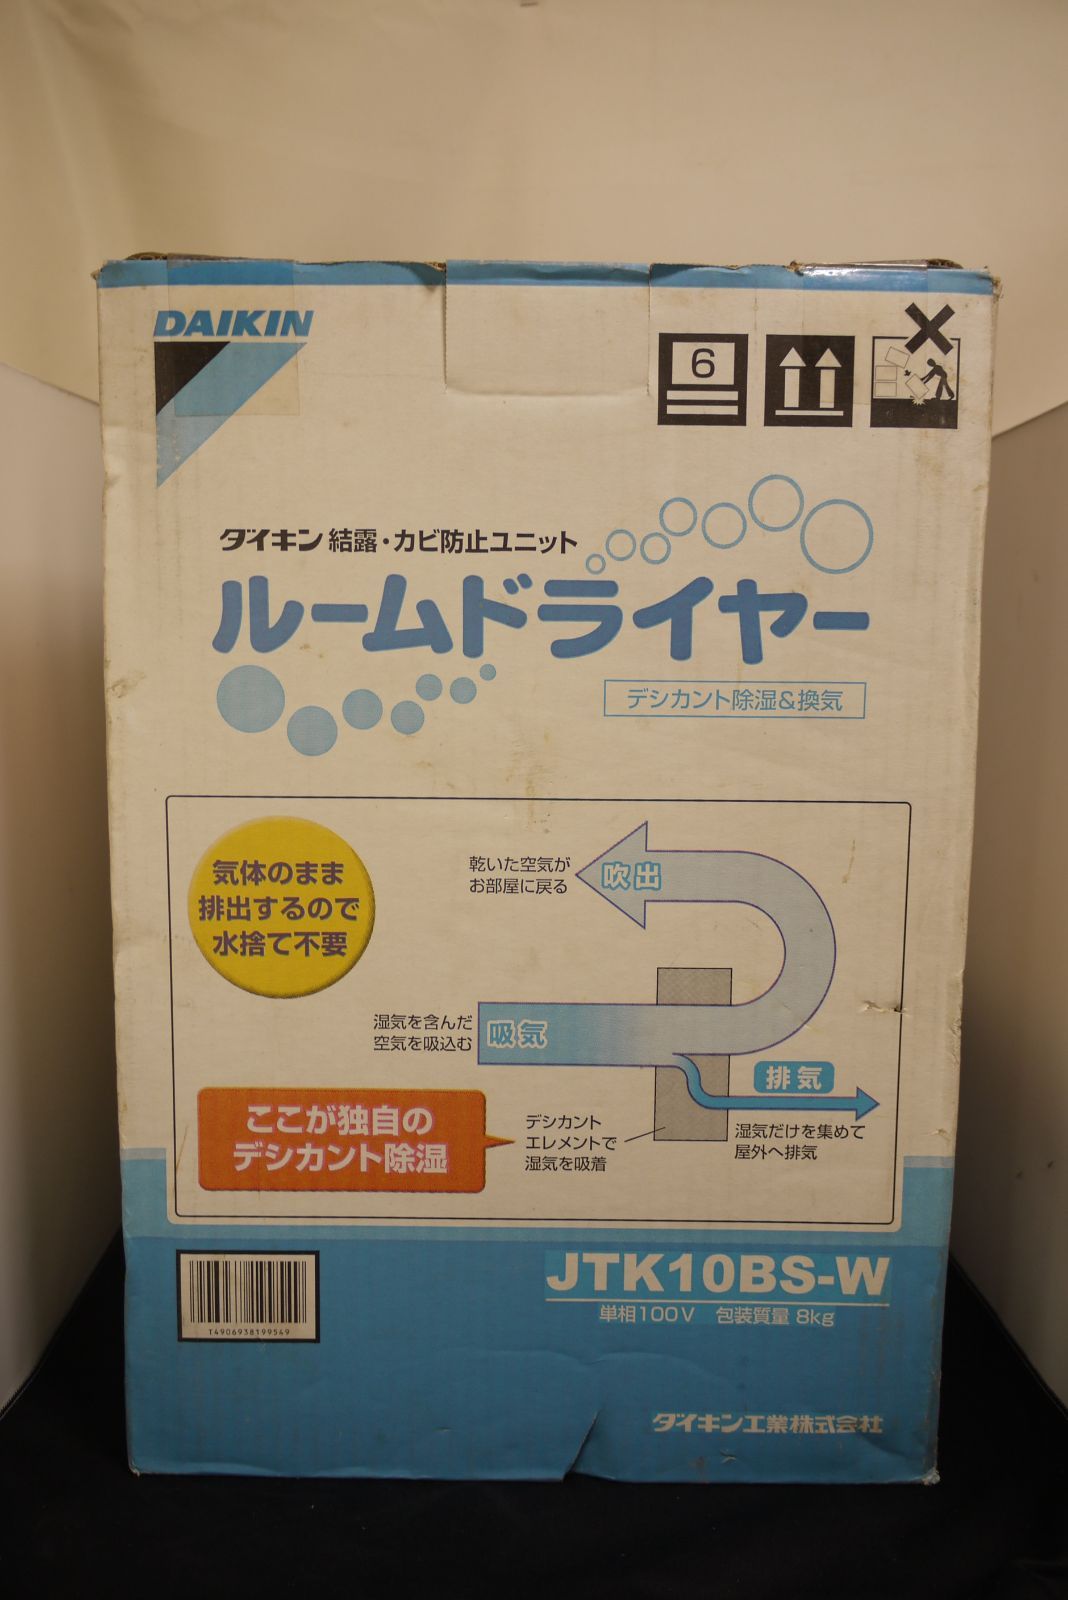 DAIKIN
6
ダイキン 結露・カビ防止ユニット
ルームドライヤー
デシカント除湿&換気
気体のまま
排出するので
水捨て不要
乾いた空気が
お部屋に戻る
吹出
湿気を含んだ
空気を吸込む
吸気
排気
湿気だけを集めて
屋外へ排気
ここが独自の
デシカント除湿
デシカント
エレメントで
湿気を吸着
JTK10BS-W
単相100V 包装質量 8kg
T4906938199549
ダイキン工業株式会社